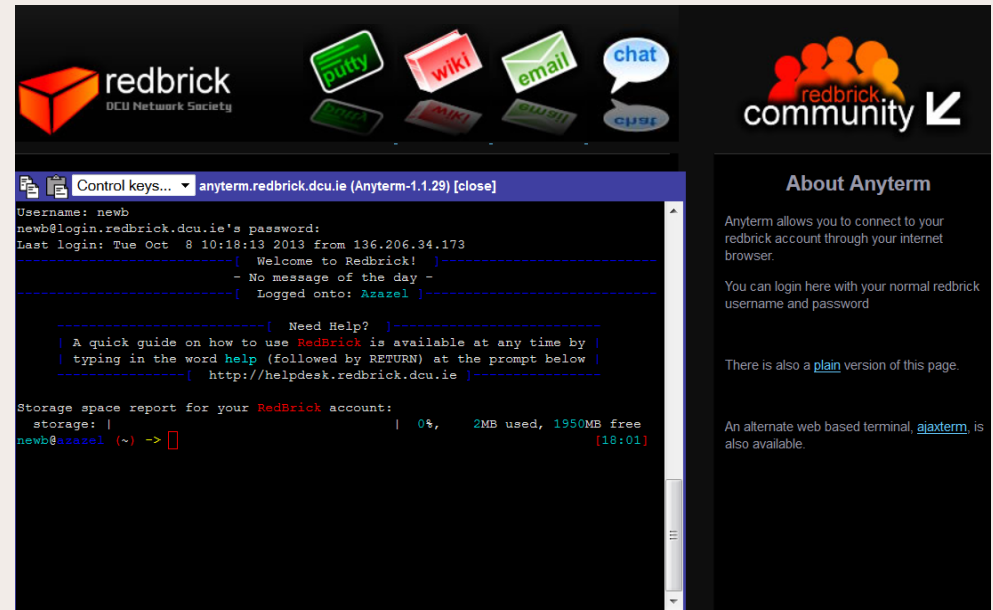 redbrick
DCU Network Society
putty
wiki
email
chat
redbrick
community
Control keys... anyterm.redbrick.dcu.ie (Anyterm-1.1.29) [close]
Username: newb
newb@login.redbrick.dcu.ie's password:
Last login: Tue Oct  8 10:18:13 2013 from 136.206.34.173
--------------------------[  Welcome to Redbrick!  ]--------------------------
- No message of the day -
--------------------------[  Logged onto: Azazel ]----------------------------
-------------------------[  Need Help?  ]-------------------------
| A quick guide on how to use RedBrick is available at any time by |
| typing in the word help (followed by RETURN) at the prompt below |
----------------[  http://helpdesk.redbrick.dcu.ie ]----------------
Storage space report for your RedBrick account:
storage: |                                  |  0%,    2MB used, 1950MB free
newb@azazel (~) -> [18:01]
About Anyterm
Anyterm allows you to connect to your
redbrick account through your internet
browser.
You can login here with your normal redbrick
username and password
There is also a plain version of this page.
An alternate web based terminal, ajaxterm, is
also available.